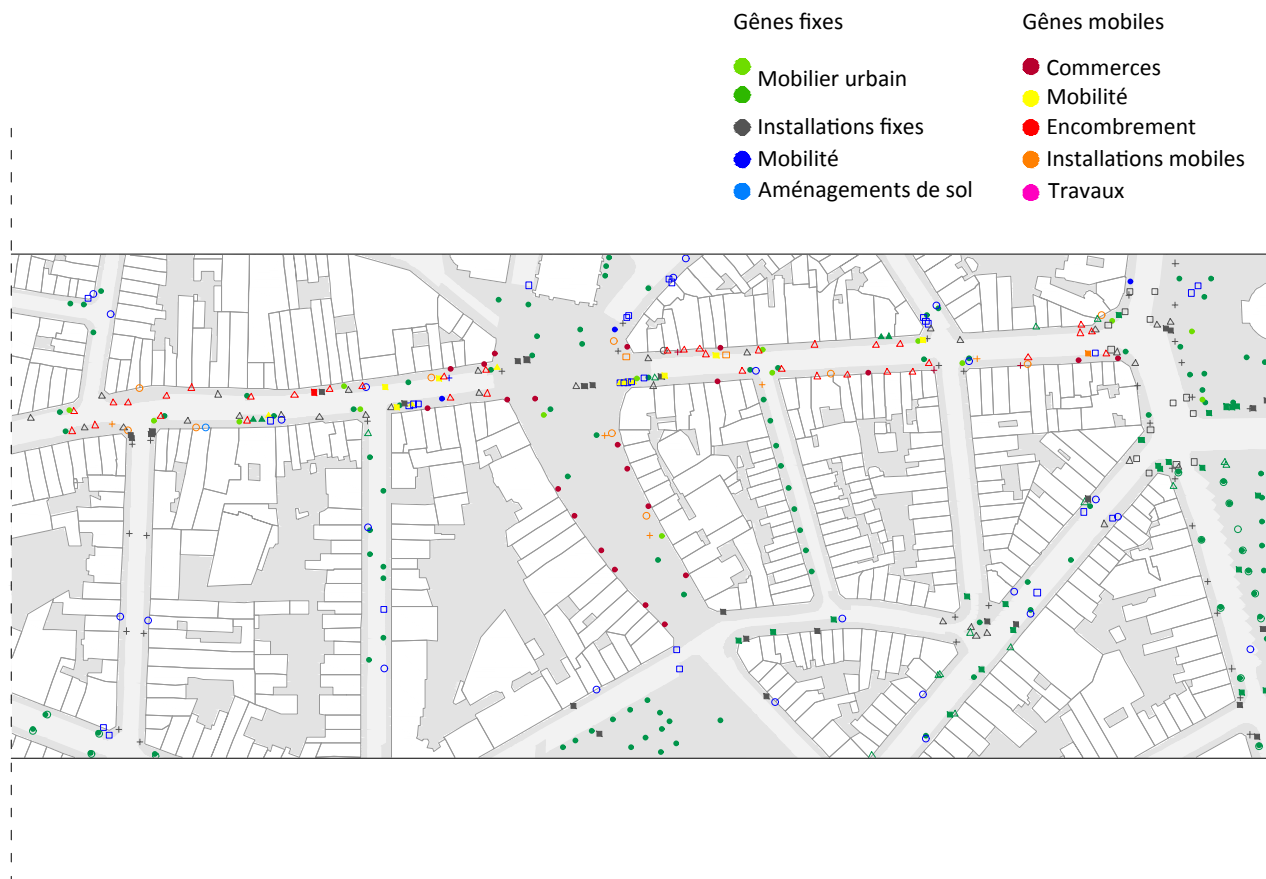 Gênes fixes
Mobilier urbain
Installations fixes
Mobilité
Aménagements de sol
Gênes mobiles
Commerces
Mobilité
Encombrement
Installations mobiles
Travaux